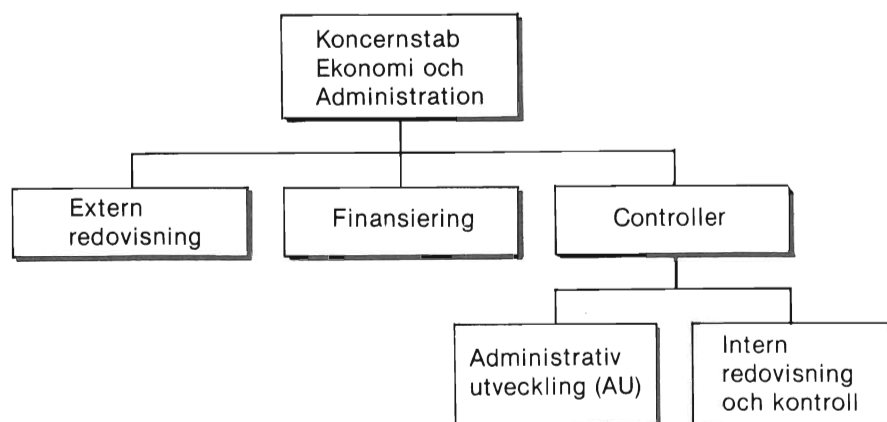 Koncernstab
Ekonomi och
Administration
Extern
redovisning
Finansiering
Controller
Administrativ
utveckling (AU)
Intern
redovisning
och kontroll